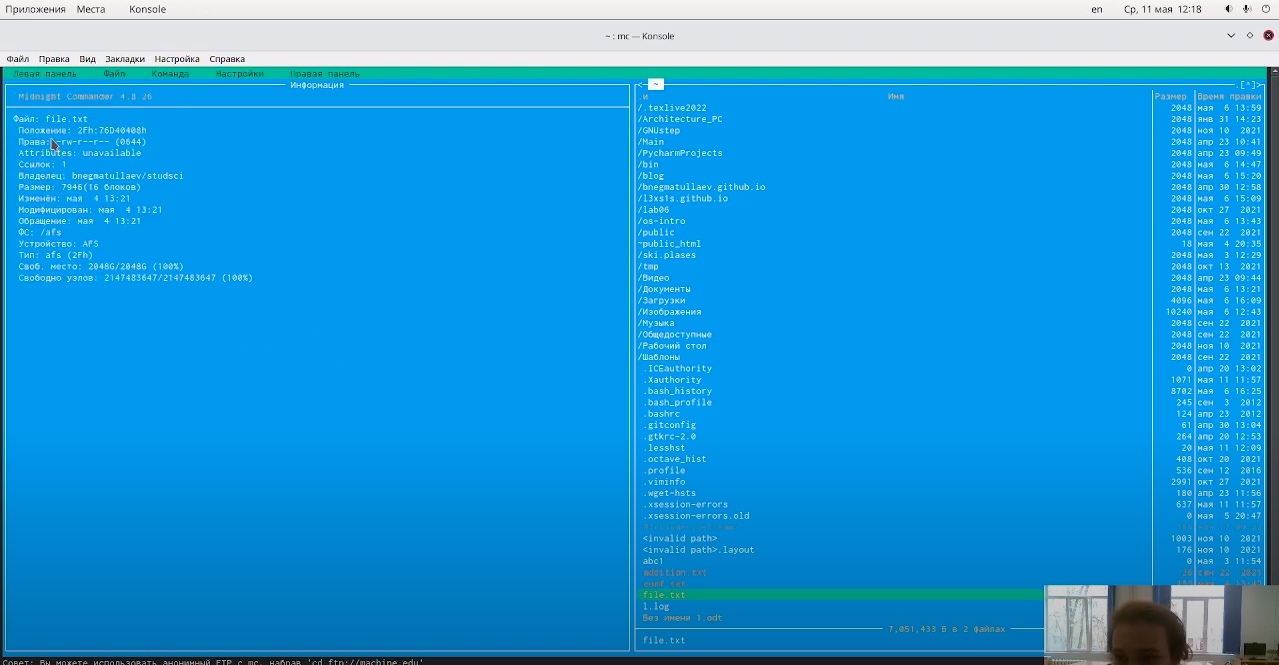 Приложения Места Konsole en Ср, 11 мая 12:18
~ : mc — Konsole
Файл Правка Вид Закладки Настройка Справка
Левая панель Файл Команда Настройки Правая панель
Информация
Midnight Commander 4.8.26
Файл: file.txt
Положение: 2Fh:76D40408h
Права: -rw-r--r-- (0644)
Attributes: unavailable
Ссылок: 1
Владелец: bnegmatullaev/studsci
Размер: 7946(16 блоков)
Изменён: мая 4 13:21
Модифицирован: мая 4 13:21
Обращение: мая 4 13:21
ФС: /afs
Устройство: AFS
Тип: afs (2Fh)
Своб. место: 2048G/2048G (100%)
Свободно узлов: 2147483647/2147483647 (100%)
<- ~ .[^]>
.и Имя Размер Время правки
/.texlive2022 2048 мая 6 13:59
/Architecture_PC 2048 янв 31 14:23
/GNUstep 2048 ноя 10 2021
/Main 2048 апр 23 10:41
/PycharmProjects 2048 апр 23 09:49
/bin 2048 мая 6 14:47
/blog 2048 мая 6 15:20
/bnegmatullaev.github.io 2048 апр 30 12:58
/l3xs1s.github.io 2048 мая 6 15:09
/lab06 2048 окт 27 2021
/os-intro 2048 мая 6 13:43
/public 2048 сен 22 2021
~public_html 18 мая 4 20:35
/ski.plases 2048 мая 3 12:29
/tmp 2048 окт 13 2021
/Видео 2048 апр 23 09:44
/Документы 2048 мая 6 13:21
/Загрузки 4096 мая 6 16:09
/Изображения 10240 мая 6 12:43
/Музыка 2048 сен 22 2021
/Общедоступные 2048 сен 22 2021
/Рабочий стол 2048 ноя 10 2021
/Шаблоны 2048 сен 22 2021
.ICEauthority 0 апр 20 13:02
.Xauthority 1071 мая 11 11:57
.bash_history 8702 мая 6 16:25
.bash_profile 245 сен 3 2012
.bashrc 124 апр 23 2012
.gitconfig 61 апр 30 13:04
.gtkrc-2.0 264 апр 20 12:53
.lesshst 20 мая 11 12:09
.octave_hist 408 окт 20 2021
.profile 536 сен 12 2016
.viminfo 2991 окт 27 2021
.wget-hsts 180 апр 23 11:56
.xsession-errors 637 мая 11 11:57
.xsession-errors.old 0 мая 5 20:47
<invalid path> 1003 ноя 10 2021
<invalid path>.layout 176 ноя 10 2021
abc1 0 мая 3 11:54
addition.txt 36 сен 22 2021
conf.txt
file.txt
l.log
Без имени 1.odt
7,051,433 Б в 2 файлах
file.txt
Совет: Вы можете использовать анонимный FTP с mc, набрав 'cd ftp://machine.edu'